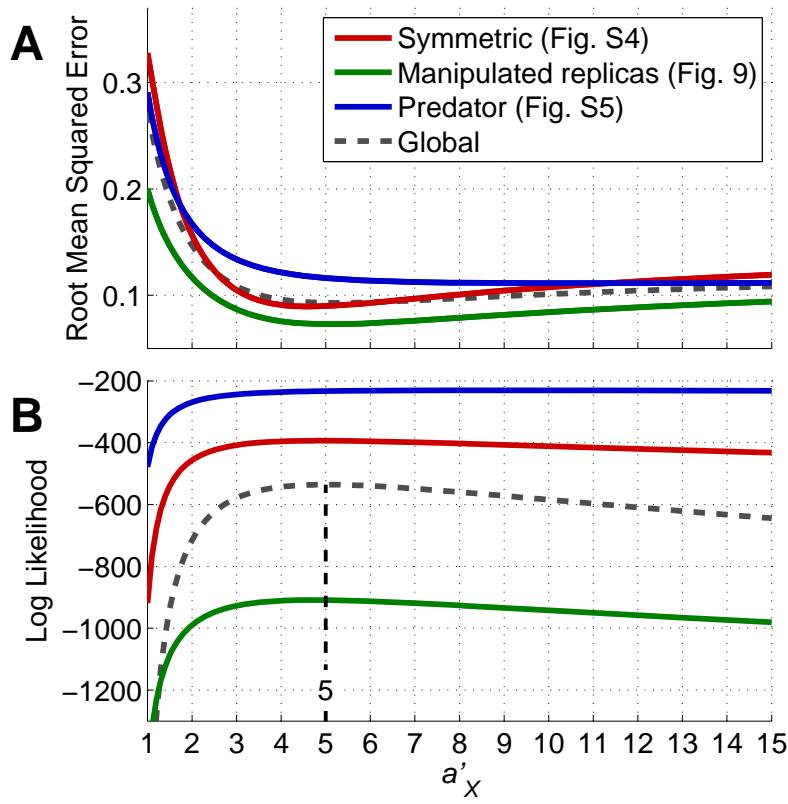 A
Root Mean Squared Error
0.3
0.2
0.1
Symmetric (Fig. S4)
Manipulated replicas (Fig. 9)
Predator (Fig. S5)
Global
B
Log Likelihood
−200
−400
−600
−800
−1000
−1200
5
1 2 3 4 5 6 7 8 9 10 11 12 13 14 15
a'X